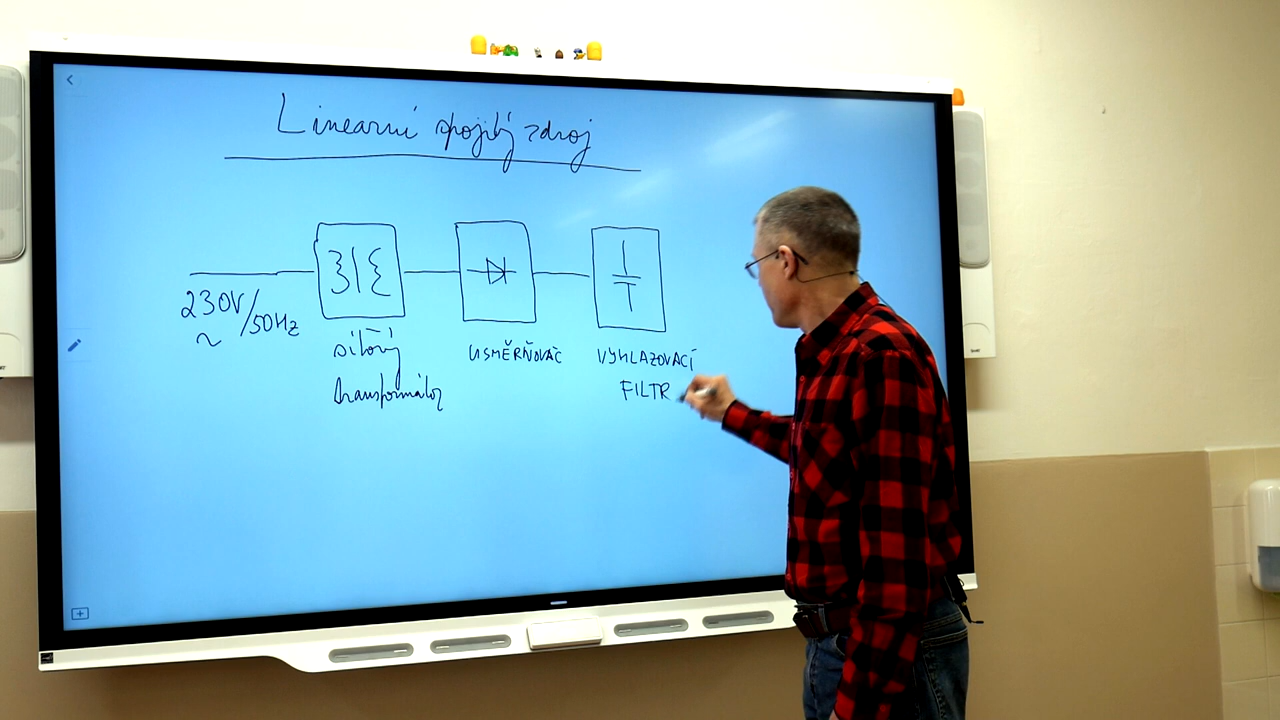 Lineární spojitý zdroj
230V/50Hz
~
síťový
transformátor
USMĚRŇOVAČ
VYHLAZOVACÍ
FILTR